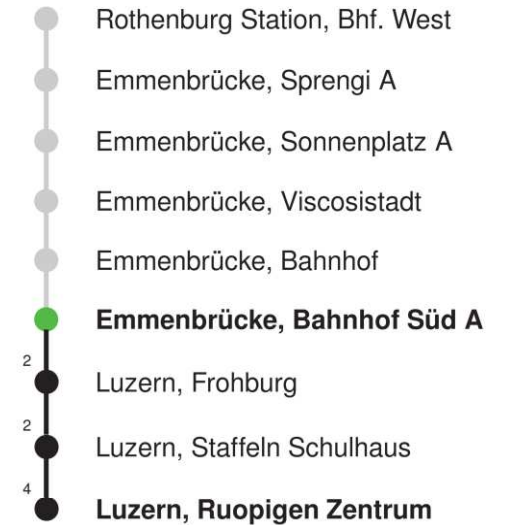 Rothenburg Station, Bhf. West
Emmenbrücke, Sprengi A
Emmenbrücke, Sonnenplatz A
Emmenbrücke, Viscosistadt
Emmenbrücke, Bahnhof
Emmenbrücke, Bahnhof Süd A
2
Luzern, Frohburg
2
Luzern, Staffeln Schulhaus
4
Luzern, Ruopigen Zentrum